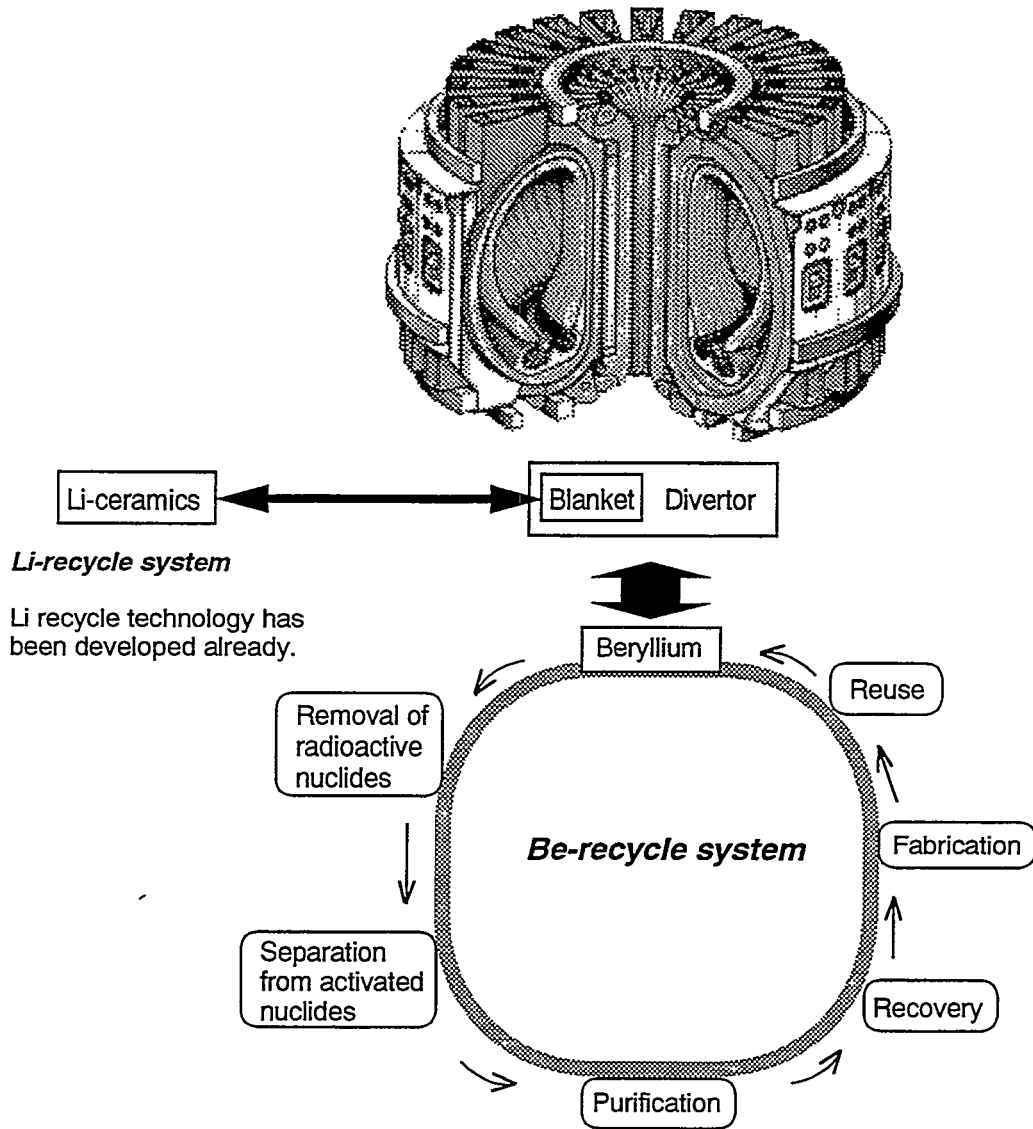 Li-ceramics
Blanket
Divertor
Li-recycle system
Li recycle technology has
been developed already.
Beryllium
Reuse
Removal of
radioactive
nuclides
Be-recycle system
Fabrication
Separation
from activated
nuclides
Recovery
Purification